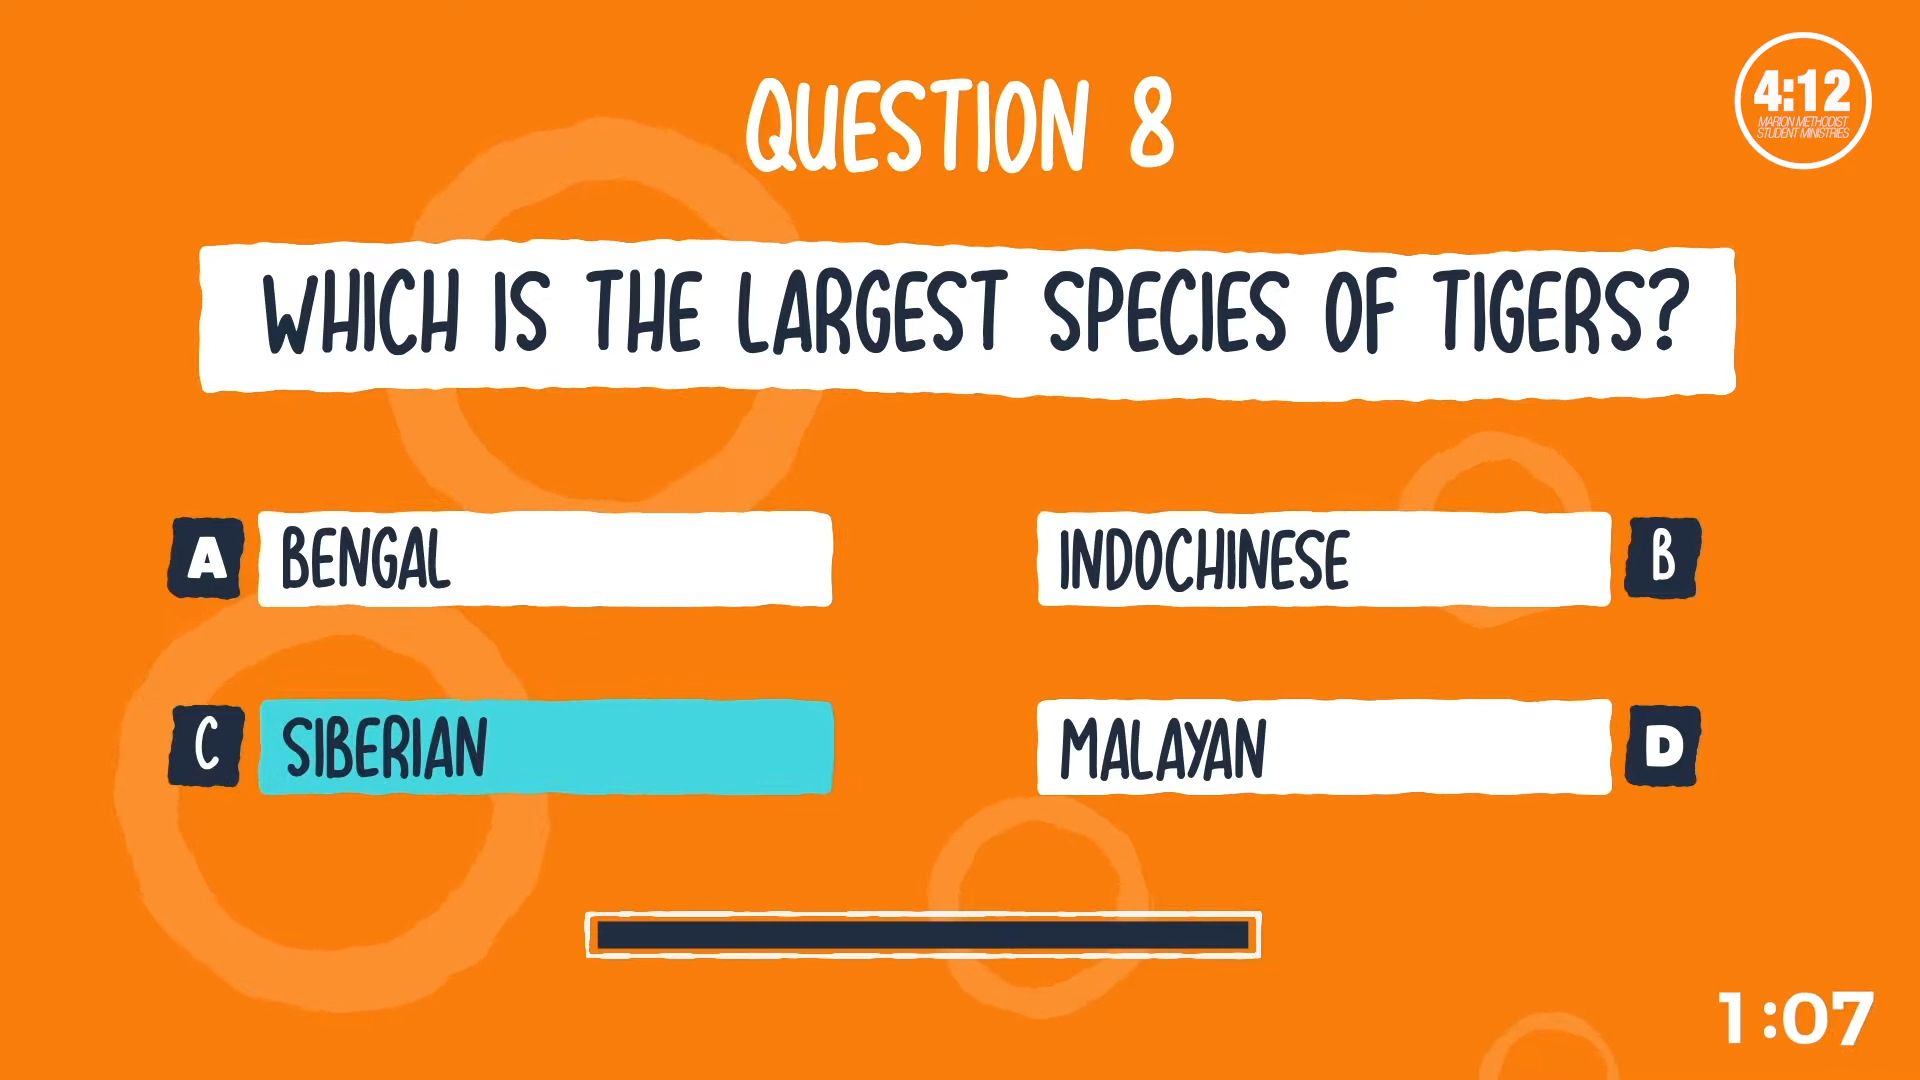 QUESTION 8
4:12
MARION METHODIST
STUDENT MINISTRIES
WHICH IS THE LARGEST SPECIES OF TIGERS?
A BENGAL
INDOCHINESE B
C SIBERIAN
MALAYAN D
1:07